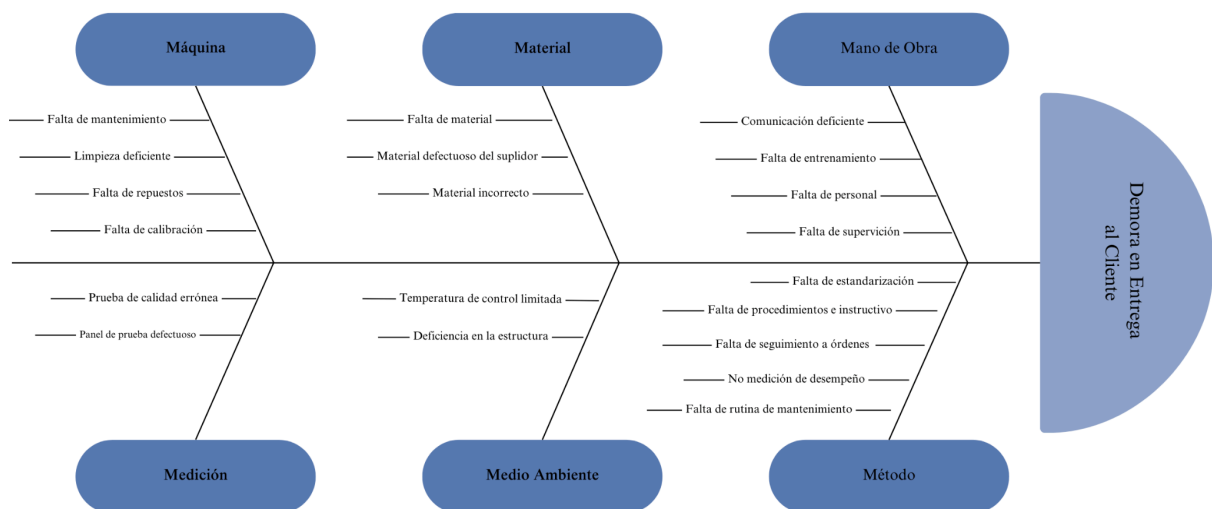 Máquina
Material
Mano de Obra
Falta de mantenimiento
Limpieza deficiente
Falta de repuestos
Falta de calibración
Falta de material
Material defectuoso del suplidor
Material incorrecto
Comunicación deficiente
Falta de entrenamiento
Falta de personal
Falta de supervición
Demora en Entrega
al Cliente
Prueba de calidad errónea
Panel de prueba defectuoso
Temperatura de control limitada
Deficiencia en la estructura
Falta de estandarización
Falta de procedimientos e instructivo
Falta de seguimiento a órdenes
No medición de desempeño
Falta de rutina de mantenimiento
Medición
Medio Ambiente
Método